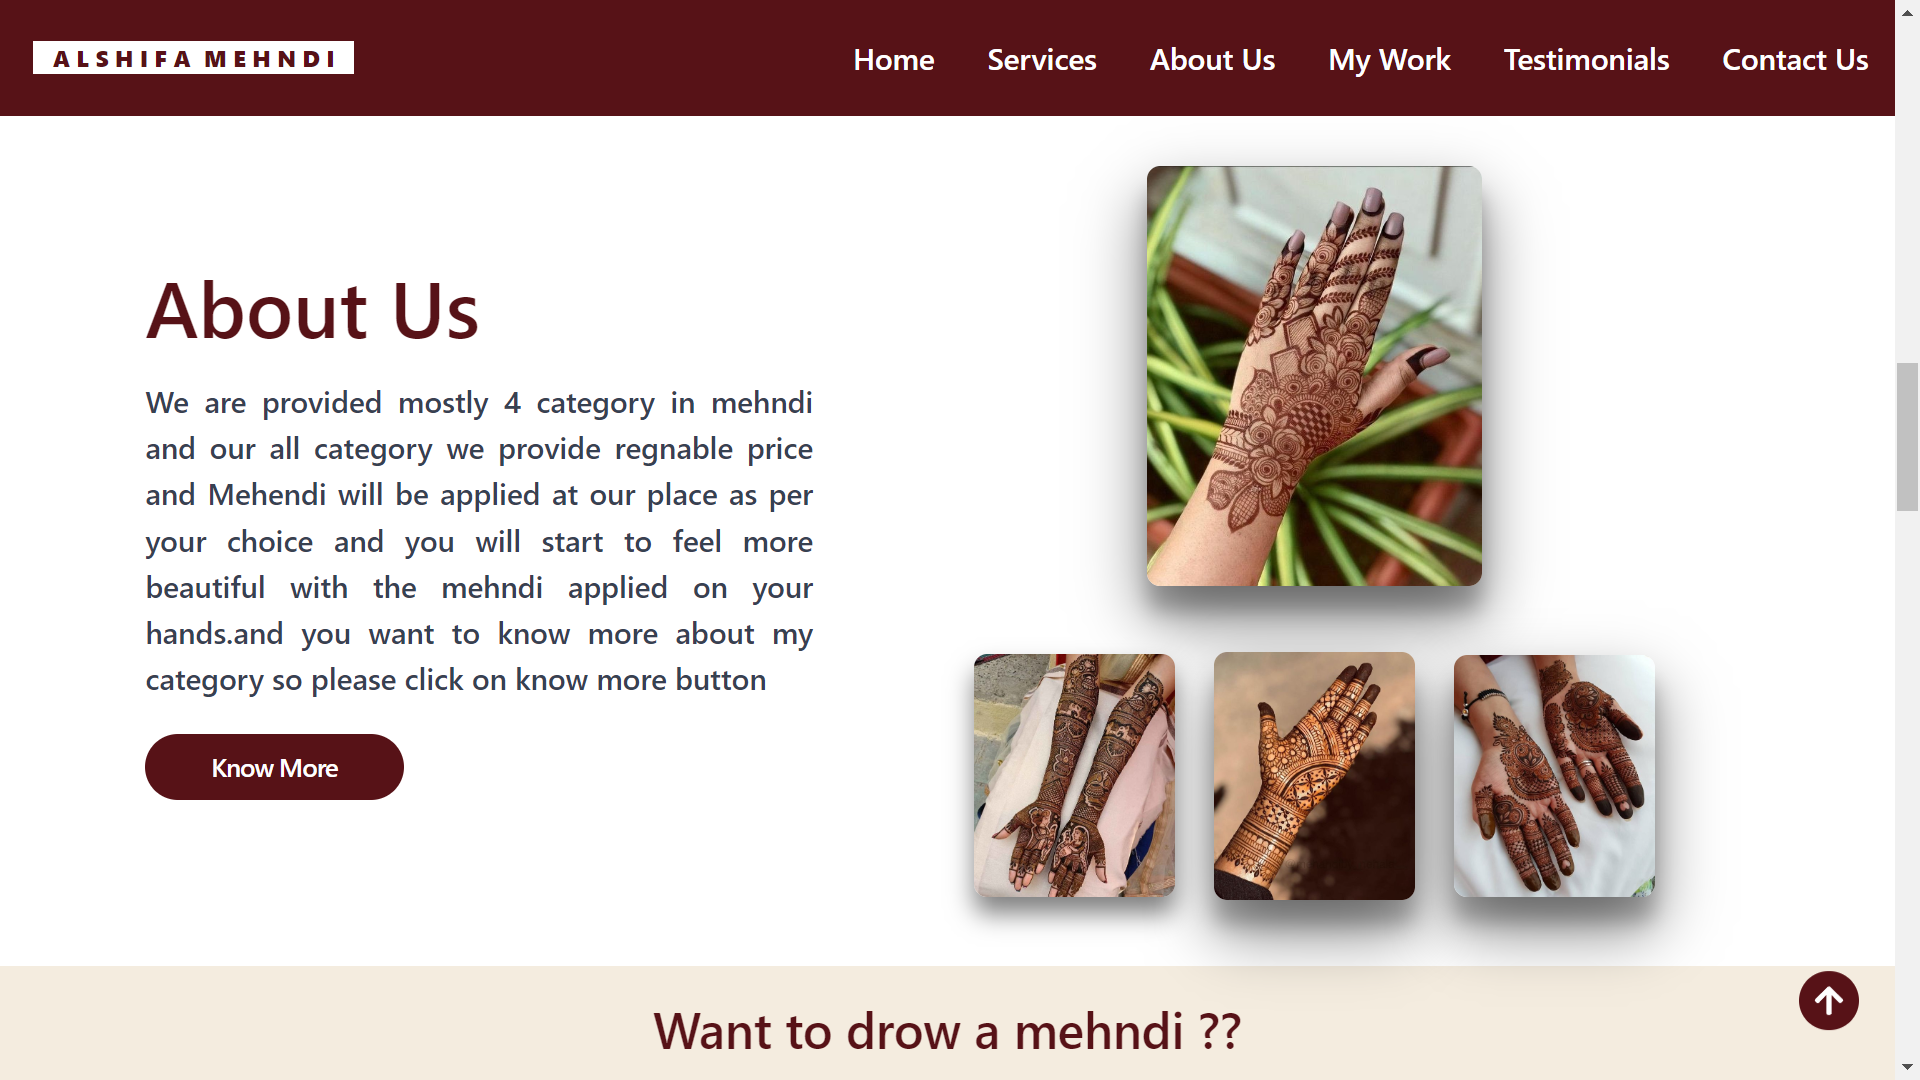 ALSHIFA MEHNDI
Home Services About Us My Work Testimonials Contact Us
About Us
We are provided mostly 4 category in mehndi
and our all category we provide regnable price
and Mehendi will be applied at our place as per
your choice and you will start to feel more
beautiful with the mehndi applied on your
hands.and you want to know more about my
category so please click on know more button
Know More
Want to drow a mehndi ??